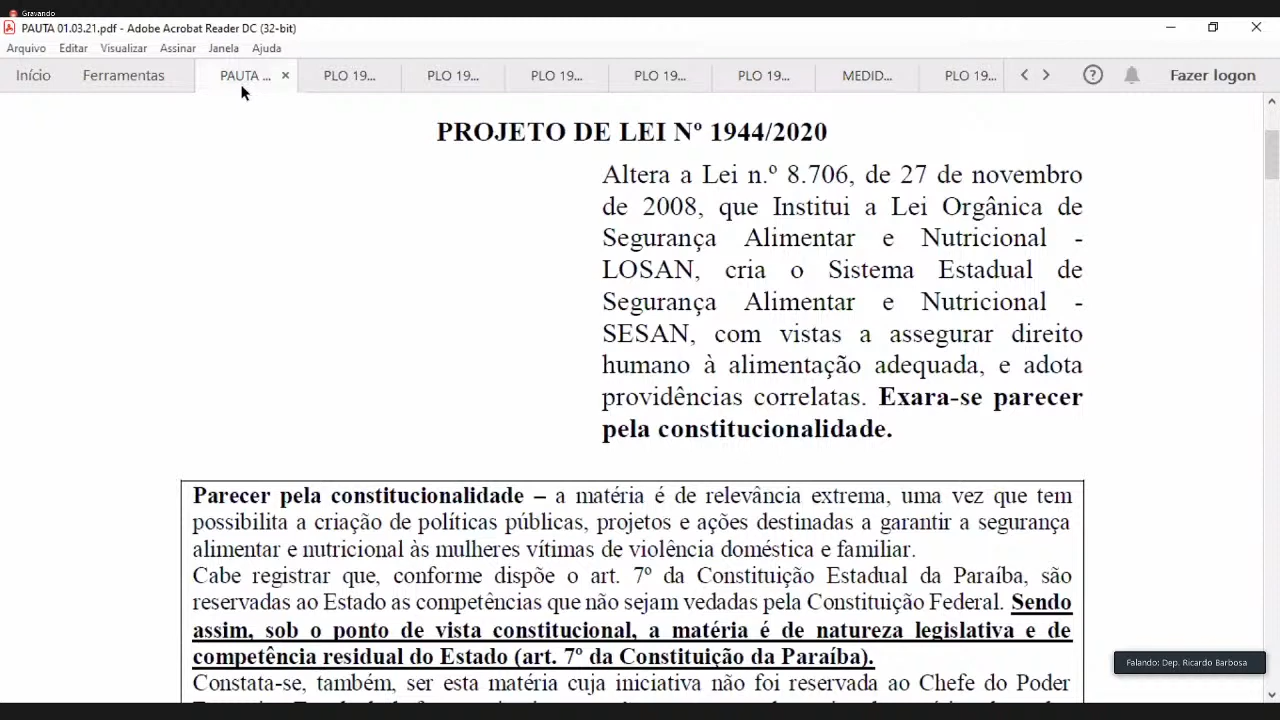 Gravando
PAUTA 01.03.21.pdf - Adobe Acrobat Reader DC (32-bit)
Arquivo Editar Visualizar Assinar Janela Ajuda
Início Ferramentas PAUTA ... × PLO 19... PLO 19... PLO 19... PLO 19... PLO 19... MEDID... PLO 19... Fazer logon
PROJETO DE LEI Nº 1944/2020
Altera a Lei n.º 8.706, de 27 de novembro
de 2008, que Institui a Lei Orgânica de
Segurança Alimentar e Nutricional -
LOSAN, cria o Sistema Estadual de
Segurança Alimentar e Nutricional -
SESAN, com vistas a assegurar direito
humano à alimentação adequada, e adota
providências correlatas. Exara-se parecer
pela constitucionalidade.
Parecer pela constitucionalidade – a matéria é de relevância extrema, uma vez que tem
possibilita a criação de políticas públicas, projetos e ações destinadas a garantir a segurança
alimentar e nutricional às mulheres vítimas de violência doméstica e familiar.
Cabe registrar que, conforme dispõe o art. 7º da Constituição Estadual da Paraíba, são
reservadas ao Estado as competências que não sejam vedadas pela Constituição Federal. Sendo
assim, sob o ponto de vista constitucional, a matéria é de natureza legislativa e de
competência residual do Estado (art. 7º da Constituição da Paraíba).
Constata-se, também, ser esta matéria cuja iniciativa não foi reservada ao Chefe do Poder
Falando: Dep. Ricardo Barbosa